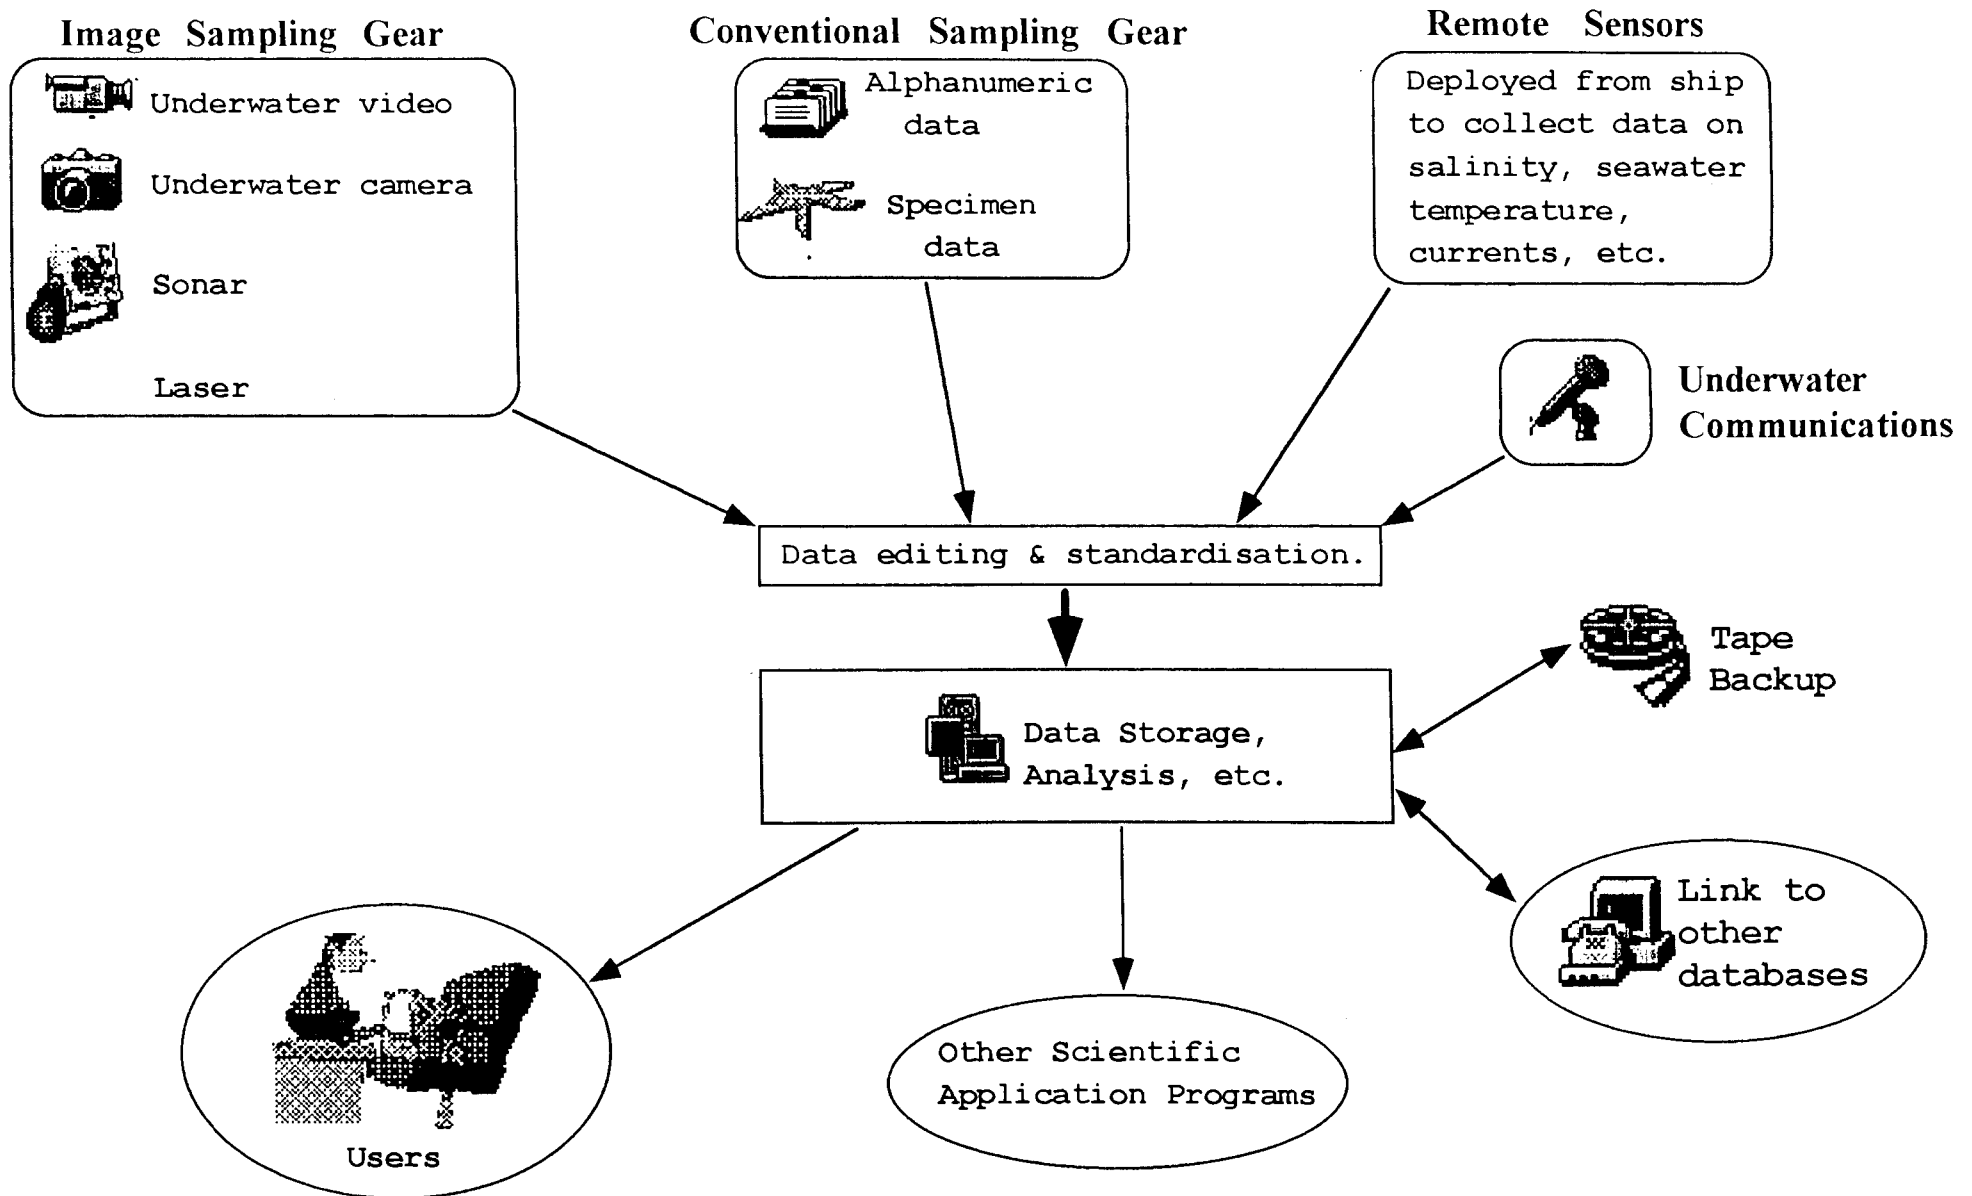 Image Sampling Gear
Underwater video
Underwater camera
Sonar
Laser
Conventional Sampling Gear
Alphanumeric
data
Specimen
data
Remote Sensors
Deployed from ship
to collect data on
salinity, seawater
temperature,
currents, etc.
Underwater
Communications
Data editing & standardisation.
Tape
Backup
Data Storage,
Analysis, etc.
Link to
other
databases
Other Scientific
Application Programs
Users